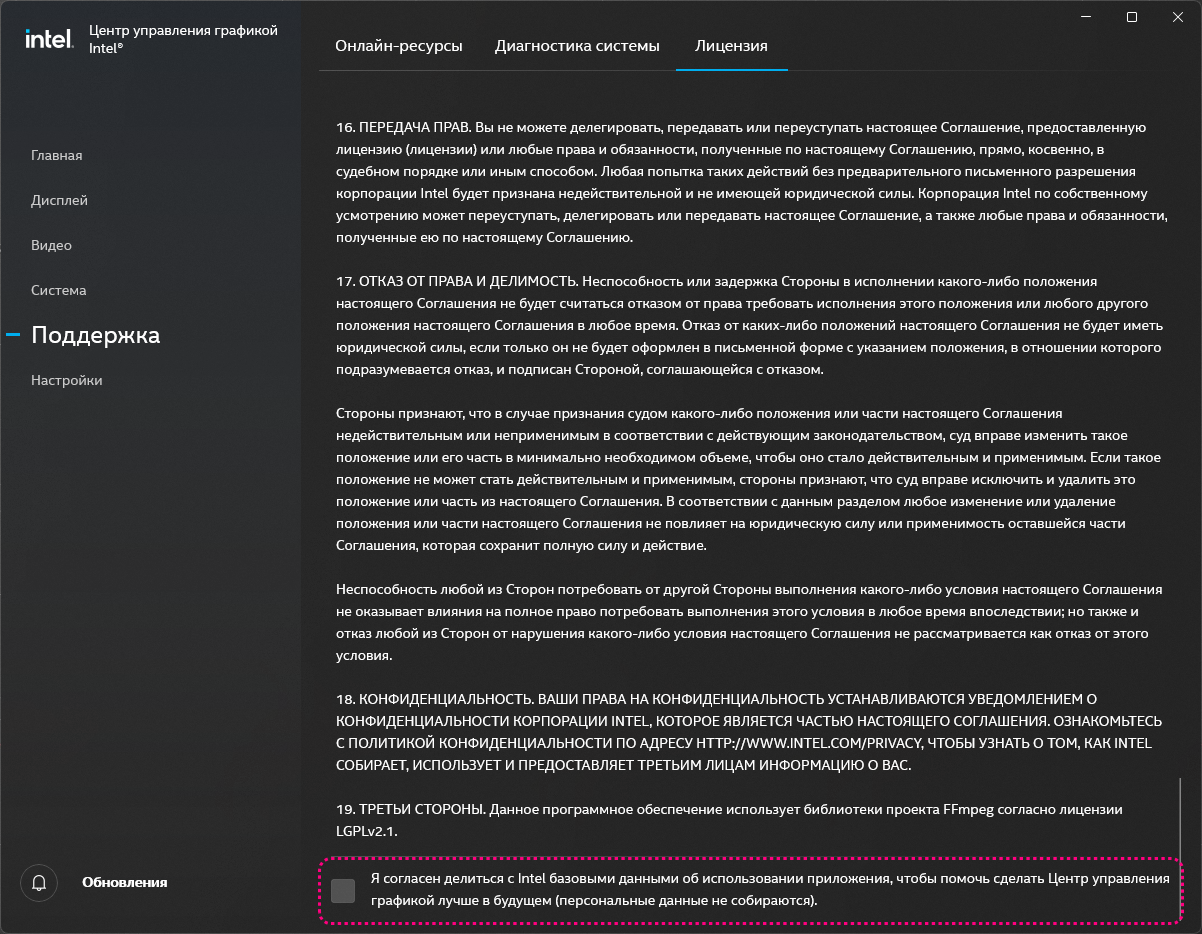 intel.
Центр управления графикой
Intel®
Онлайн-ресурсы
Диагностика системы
Лицензия
Главная
Дисплей
Видео
Система
Поддержка
Настройки
16. ПЕРЕДАЧА ПРАВ. Вы не можете делегировать, передавать или переуступать настоящее Соглашение, предоставленную
лицензию (лицензии) или любые права и обязанности, полученные по настоящему Соглашению, прямо, косвенно, в
судебном порядке или иным способом. Любая попытка таких действий без предварительного письменного разрешения
корпорации Intel будет признана недействительной и не имеющей юридической силы. Корпорация Intel по собственному
усмотрению может переуступать, делегировать или передавать настоящее Соглашение, а также любые права и обязанности,
полученные ею по настоящему Соглашению.
17. ОТКАЗ ОТ ПРАВА И ДЕЛИМОСТЬ. Неспособность или задержка Стороны в исполнении какого-либо положения
настоящего Соглашения не будет считаться отказом от права требовать исполнения этого положения или любого другого
положения настоящего Соглашения в любое время. Отказ от каких-либо положений настоящего Соглашения не будет иметь
юридической силы, если только он не будет оформлен в письменной форме с указанием положения, в отношении которого
подразумевается отказ, и подписан Стороной, соглашающейся с отказом.
Стороны признают, что в случае признания судом какого-либо положения или части настоящего Соглашения
недействительным или неприменимым в соответствии с действующим законодательством, суд вправе изменить такое
положение или его часть в минимально необходимом объеме, чтобы оно стало действительным и применимым. Если такое
положение не может стать действительным и применимым, стороны признают, что суд вправе исключить и удалить это
положение или часть из настоящего Соглашения. В соответствии с данным разделом любое изменение или удаление
положения или части настоящего Соглашения не повлияет на юридическую силу или применимость оставшейся части
Соглашения, которая сохранит полную силу и действие.
Неспособность любой из Сторон потребовать от другой Стороны выполнения какого-либо условия настоящего Соглашения
не оказывает влияния на полное право потребовать выполнения этого условия в любое время впоследствии; но также и
отказ любой из Сторон от нарушения какого-либо условия настоящего Соглашения не рассматривается как отказ от этого
условия.
18. КОНФИДЕНЦИАЛЬНОСТЬ. ВАШИ ПРАВА НА КОНФИДЕНЦИАЛЬНОСТЬ УСТАНАВЛИВАЮТСЯ УВЕДОМЛЕНИЕМ О
КОНФИДЕНЦИАЛЬНОСТИ КОРПОРАЦИИ INTEL, КОТОРОЕ ЯВЛЯЕТСЯ ЧАСТЬЮ НАСТОЯЩЕГО СОГЛАШЕНИЯ. ОЗНАКОМЬТЕСЬ
С ПОЛИТИКОЙ КОНФИДЕНЦИАЛЬНОСТИ ПО АДРЕСУ HTTP://WWW.INTEL.COM/PRIVACY, ЧТОБЫ УЗНАТЬ О ТОМ, КАК INTEL
СОБИРАЕТ, ИСПОЛЬЗУЕТ И ПРЕДОСТАВЛЯЕТ ТРЕТЬИМ ЛИЦАМ ИНФОРМАЦИЮ О ВАС.
19. ТРЕТЬИ СТОРОНЫ. Данное программное обеспечение использует библиотеки проекта FFmpeg согласно лицензии
LGPLv2.1.
Я согласен делиться с Intel базовыми данными об использовании приложения, чтобы помочь сделать Центр управления
графикой лучше в будущем (персональные данные не собираются).
Обновления